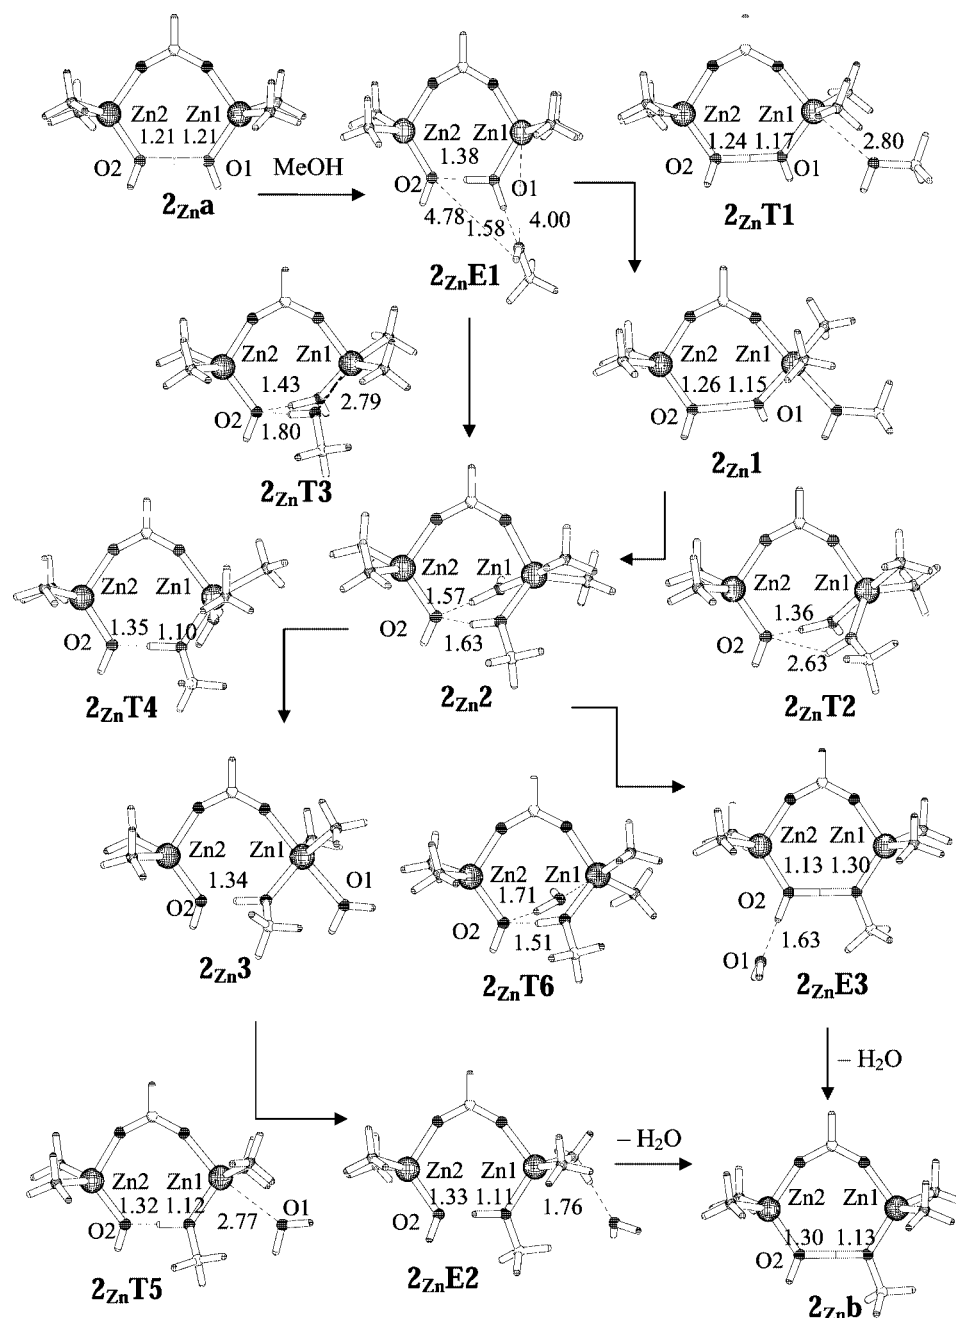 Zn2 Zn1
1.21 1.21
O2 O1
2Zna
MeOH
Zn2 Zn1
1.38
O2 O1
4.78 1.58 4.00
2ZnE1
Zn2 Zn1
1.24 1.17 2.80
O2 O1
2ZnT1
Zn2 Zn1
1.43 2.79
O2
1.80
2ZnT3
Zn2 Zn1
1.26 1.15
O2 O1
2Zn1
Zn2 Zn1
1.35 1.10
O2
2ZnT4
Zn2 Zn1
1.57
O2
1.63
2Zn2
Zn2 Zn1
1.36
O2
2.63
2ZnT2
Zn2 Zn1
1.34 O1
O2
2Zn3
Zn2 Zn1
1.71
O2
1.51
2ZnT6
Zn2 Zn1
1.13 1.30
O2
O1 1.63
2ZnE3
– H2O
Zn2 Zn1
1.32 1.12 O1
O2 2.77
2ZnT5
Zn2 Zn1
1.33 1.11 1.76
O2
2ZnE2
– H2O
Zn2 Zn1
1.30 1.13
O2
2Znb